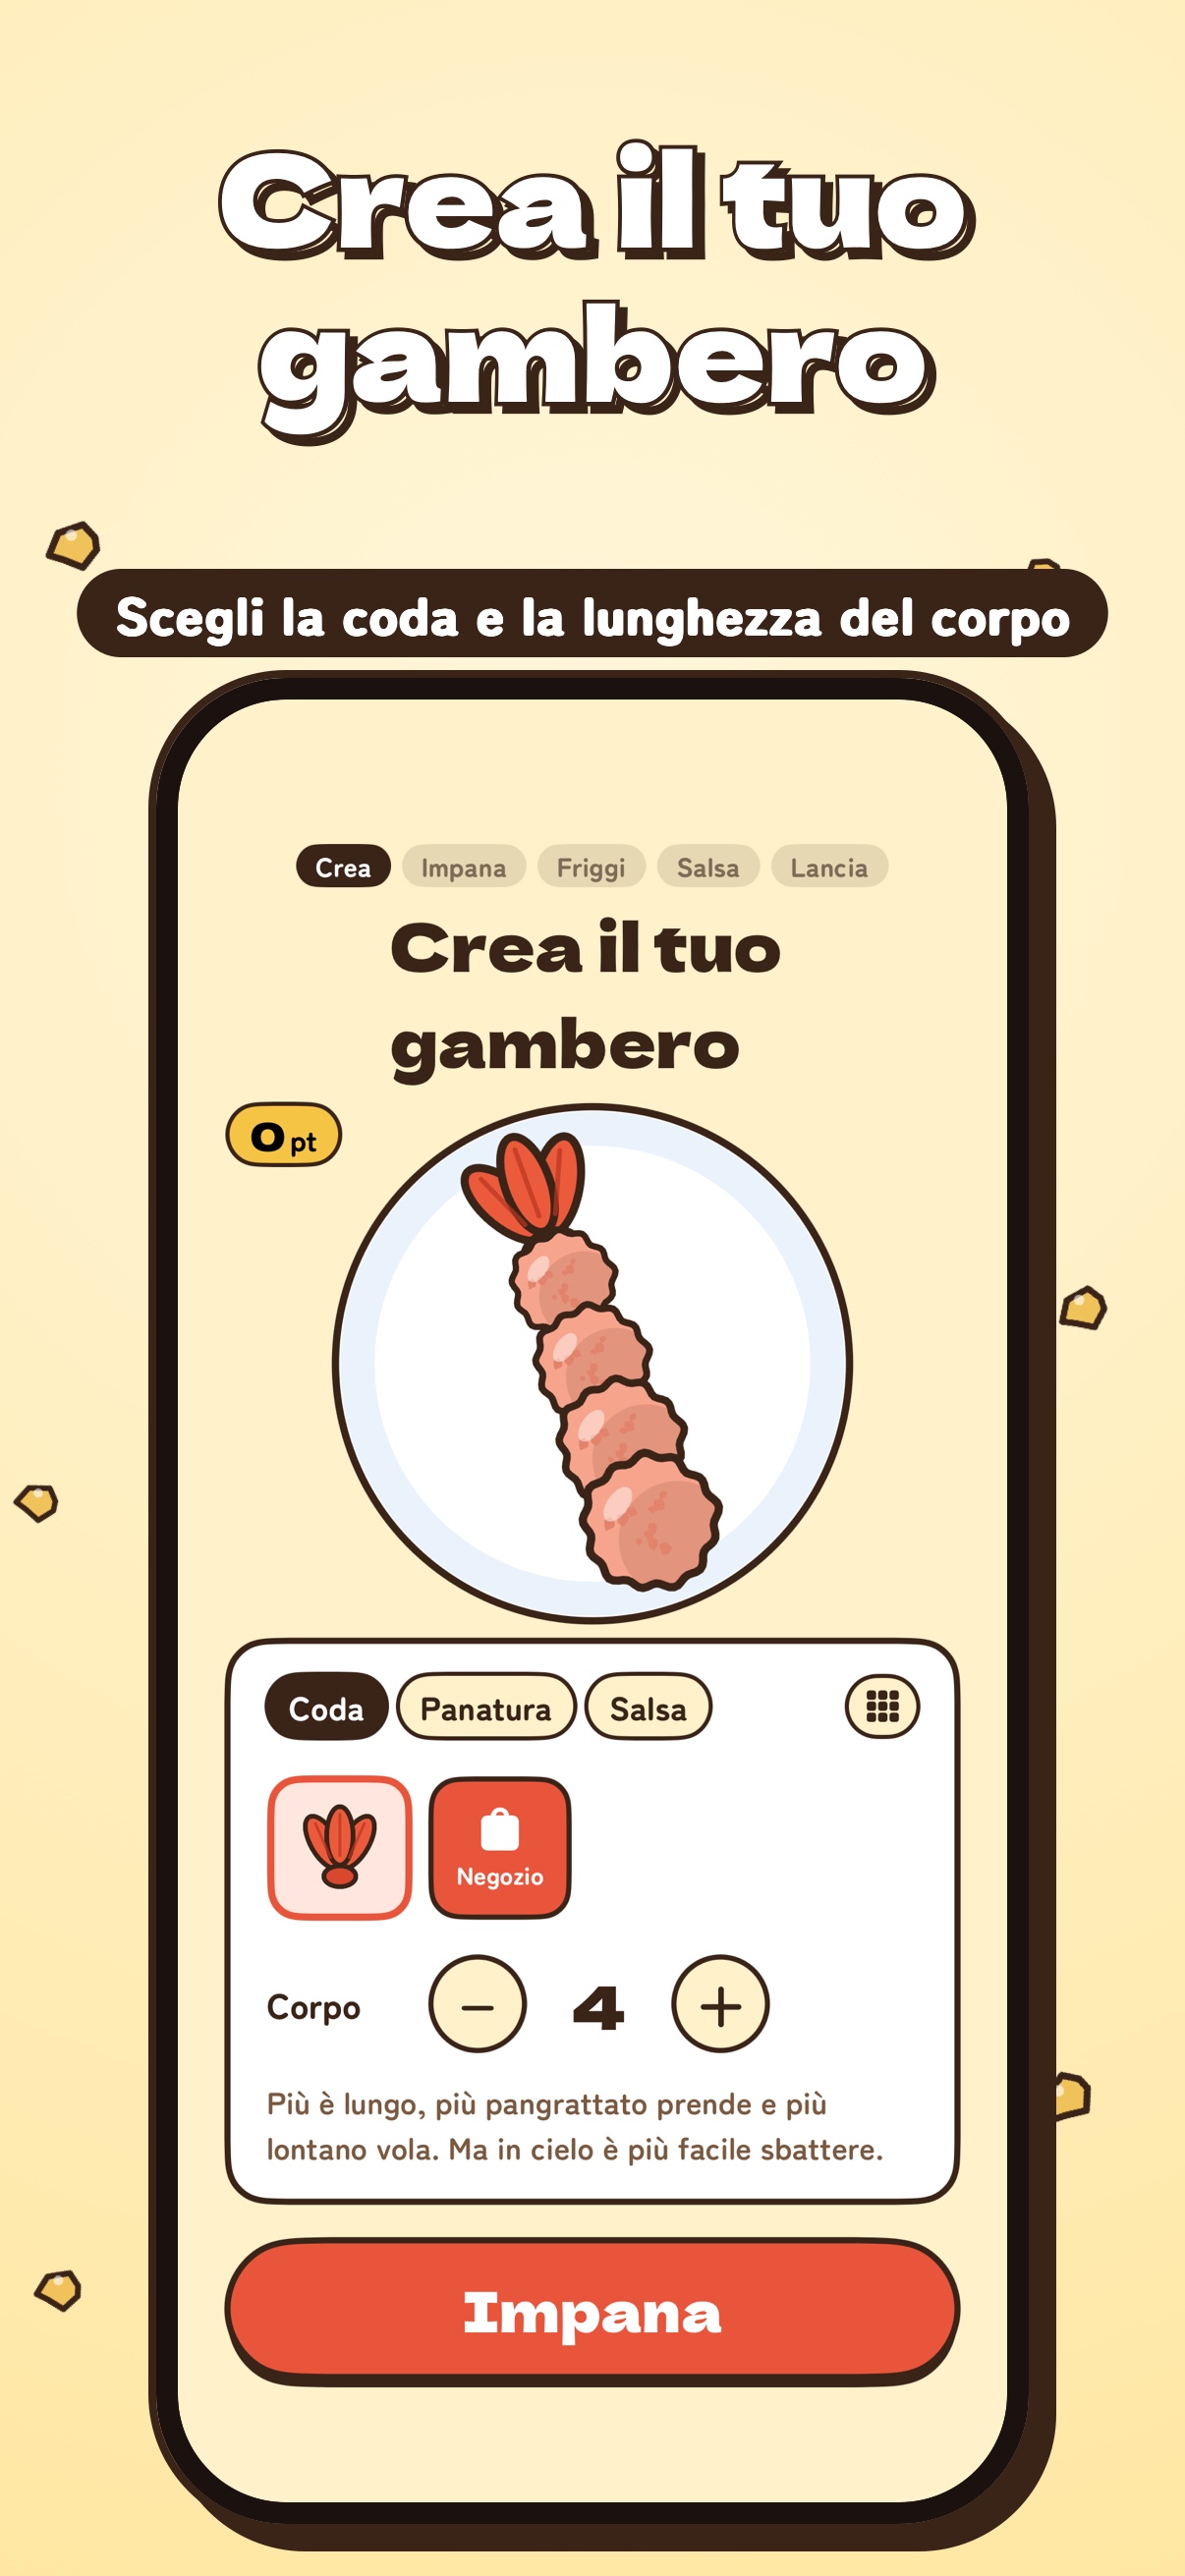 Crea il tuo
gambero
Scegli la coda e la lunghezza del corpo
Crea Impana Friggi Salsa Lancia
Crea il tuo
gambero
0 pt
Coda Panatura Salsa
Negozio
Corpo − 4 +
Più è lungo, più pangrattato prende e più
lontano vola. Ma in cielo è più facile sbattere.
Impana